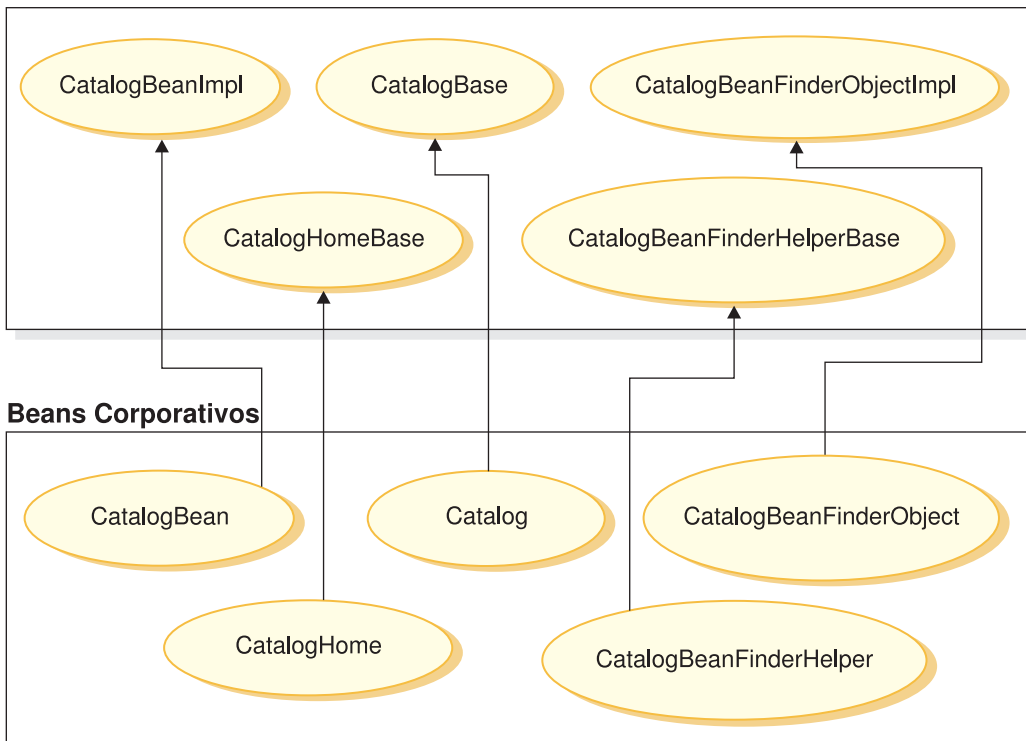 CatalogBeanImpl
CatalogBase
CatalogBeanFinderObjectImpl
CatalogHomeBase
CatalogBeanFinderHelperBase
Beans Corporativos
CatalogBean
Catalog
CatalogBeanFinderObject
CatalogHome
CatalogBeanFinderHelper